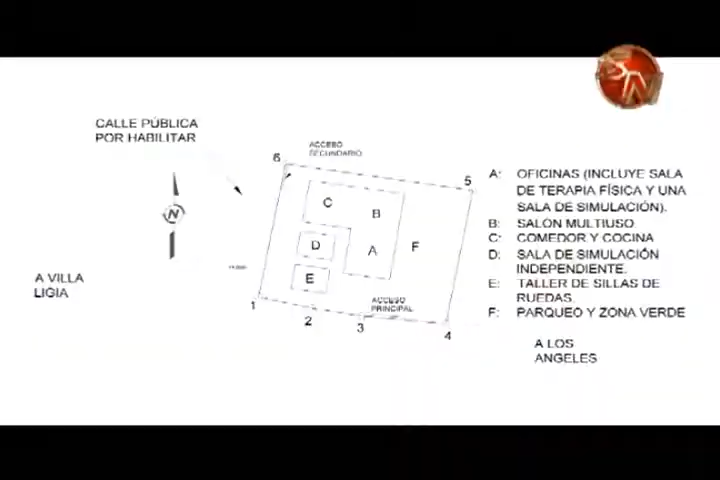 CALLE PÚBLICA
POR HABILITAR
N
A VILLA
LIGIA
ACCESO
SECUNDARIO
6
5
C
B
D
A
F
E
1
2
3
4
ACCESO
PRINCIPAL
A: OFICINAS (INCLUYE SALA
DE TERAPIA FÍSICA Y UNA
SALA DE SIMULACIÓN).
B: SALÓN MULTIUSO.
C: COMEDOR Y COCINA
D: SALA DE SIMULACIÓN
INDEPENDIENTE.
E: TALLER DE SILLAS DE
RUEDAS.
F: PARQUEO Y ZONA VERDE
A LOS
ANGELES